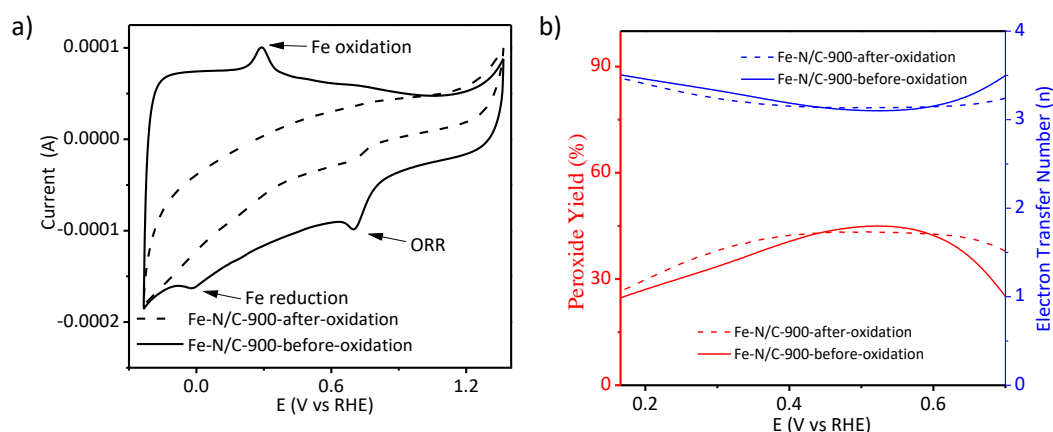 a)
0.0001
0.0000
-0.0001
-0.0002
Current (A)
Fe oxidation
ORR
Fe reduction
Fe-N/C-900-after-oxidation
Fe-N/C-900-before-oxidation
0.0
0.6
1.2
E (V vs RHE)
b)
90
60
30
0
Peroxide Yield (%)
Fe-N/C-900-after-oxidation
Fe-N/C-900-before-oxidation
Fe-N/C-900-after-oxidation
Fe-N/C-900-before-oxidation
4
3
2
1
0
Electron Transfer Number (n)
0.2
0.4
0.6
E (V vs RHE)